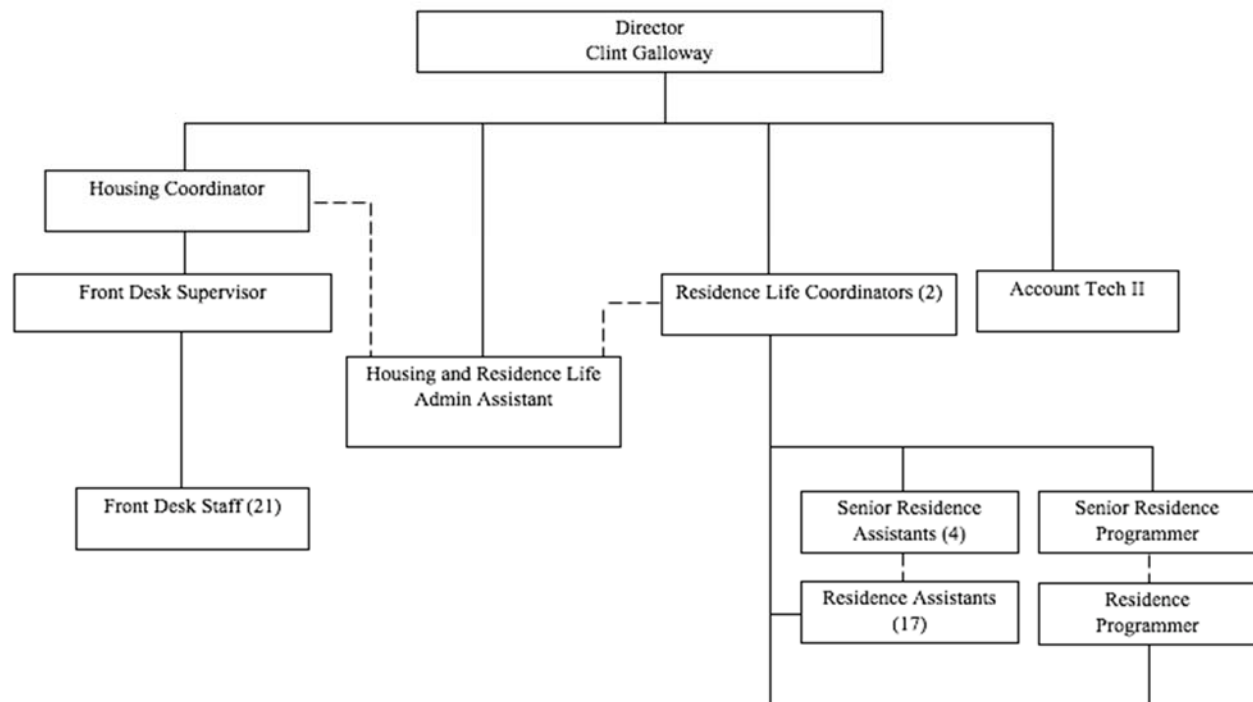 Director
Clint Galloway
Housing Coordinator
Front Desk Supervisor
Residence Life Coordinators (2)
Account Tech II
Housing and Residence Life
Admin Assistant
Front Desk Staff (21)
Senior Residence
Assistants (4)
Senior Residence
Programmer
Residence Assistants
(17)
Residence
Programmer